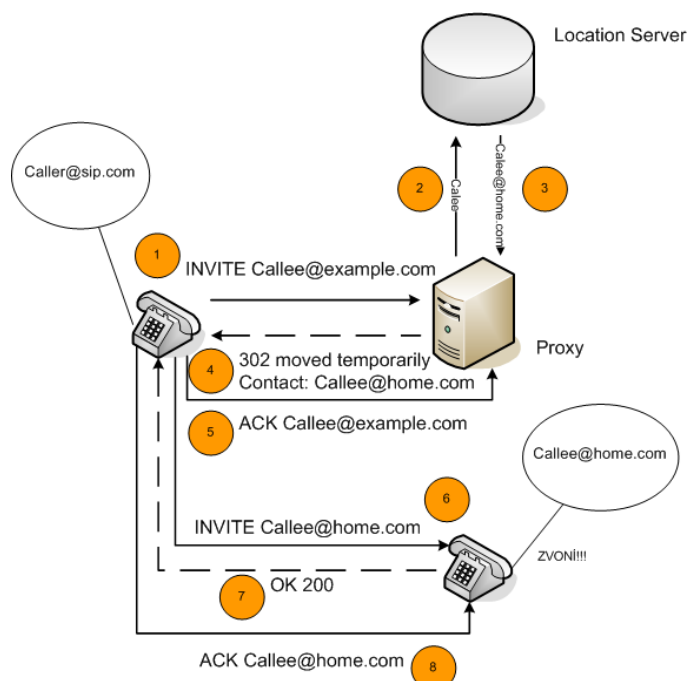 Location Server
Caller@sip.com
2
Calee
Calee@home.com
3
1
INVITE Callee@example.com
Proxy
4
302 moved temporarily
Contact: Callee@home.com
5
ACK Callee@example.com
Callee@home.com
6
INVITE Callee@home.com
ZVONÍ!!!
7
OK 200
ACK Callee@home.com
8